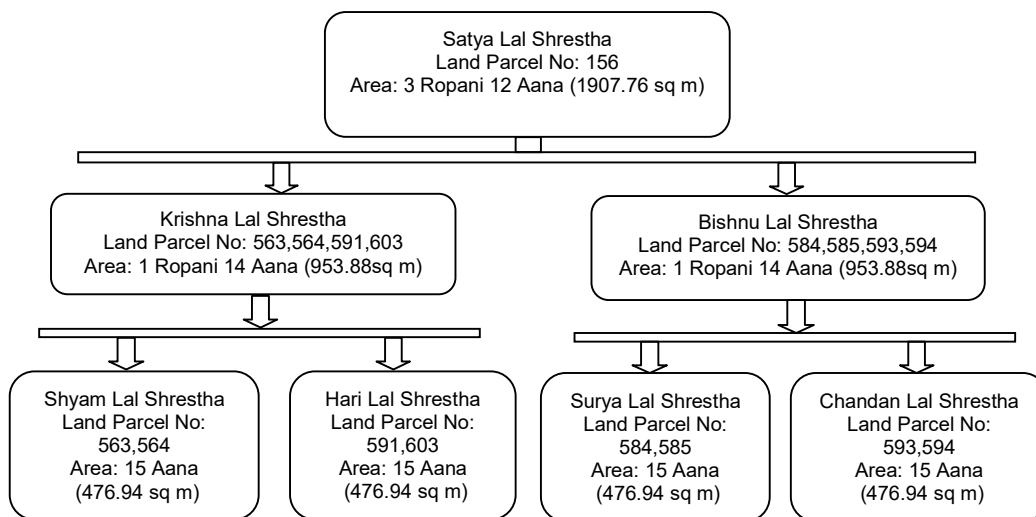 Satya Lal Shrestha
Land Parcel No: 156
Area: 3 Ropani 12 Aana (1907.76 sq m)
Krishna Lal Shrestha
Land Parcel No: 563,564,591,603
Area: 1 Ropani 14 Aana (953.88sq m)
Bishnu Lal Shrestha
Land Parcel No: 584,585,593,594
Area: 1 Ropani 14 Aana (953.88sq m)
Shyam Lal Shrestha
Land Parcel No:
563,564
Area: 15 Aana
(476.94 sq m)
Hari Lal Shrestha
Land Parcel No:
591,603
Area: 15 Aana
(476.94 sq m)
Surya Lal Shrestha
Land Parcel No:
584,585
Area: 15 Aana
(476.94 sq m)
Chandan Lal Shrestha
Land Parcel No:
593,594
Area: 15 Aana
(476.94 sq m)